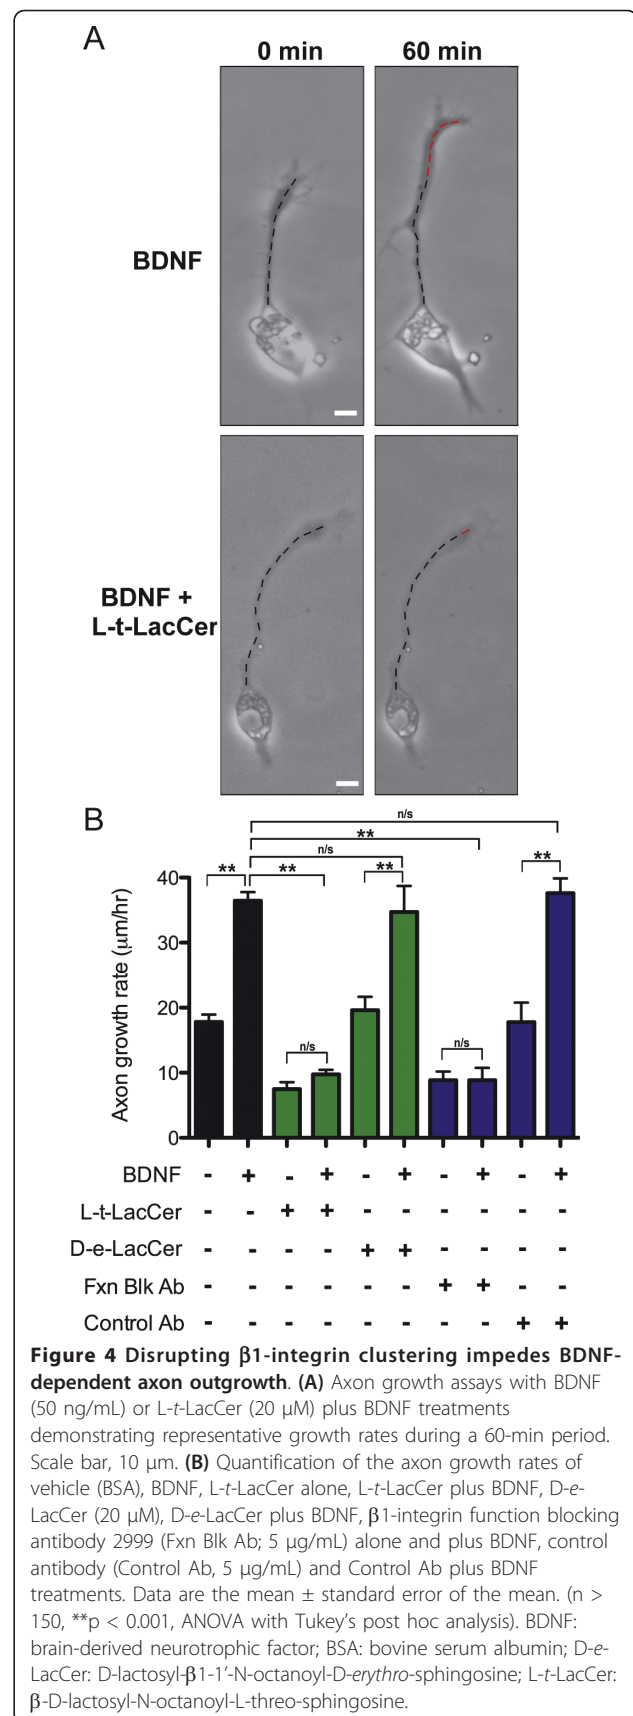 A
0 min 60 min
BDNF
BDNF +
L-t-LacCer
B
n/s
**
n/s
** ** ** **
40
30
20
10
0
n/s n/s
Axon growth rate (µm/hr)
BDNF - + - + - + - + - +
L-t-LacCer - - + + - - - - - -
D-e-LacCer - - - - + + - - - -
Fxn Blk Ab - - - - - - + + - -
Control Ab - - - - - - - - + +
Figure 4 Disrupting β1-integrin clustering impedes BDNF-
dependent axon outgrowth. (A) Axon growth assays with BDNF
(50 ng/mL) or L-t-LacCer (20 µM) plus BDNF treatments
demonstrating representative growth rates during a 60-min period.
Scale bar, 10 µm. (B) Quantification of the axon growth rates of
vehicle (BSA), BDNF, L-t-LacCer alone, L-t-LacCer plus BDNF, D-e-
LacCer (20 µM), D-e-LacCer plus BDNF, β1-integrin function blocking
antibody 2999 (Fxn Blk Ab; 5 µg/mL) alone and plus BDNF, control
antibody (Control Ab, 5 µg/mL) and Control Ab plus BDNF
treatments. Data are the mean ± standard error of the mean. (n >
150, **p < 0.001, ANOVA with Tukey's post hoc analysis). BDNF:
brain-derived neurotrophic factor; BSA: bovine serum albumin; D-e-
LacCer: D-lactosyl-β1-1'-N-octanoyl-D-erythro-sphingosine; L-t-LacCer:
β-D-lactosyl-N-octanoyl-L-threo-sphingosine.